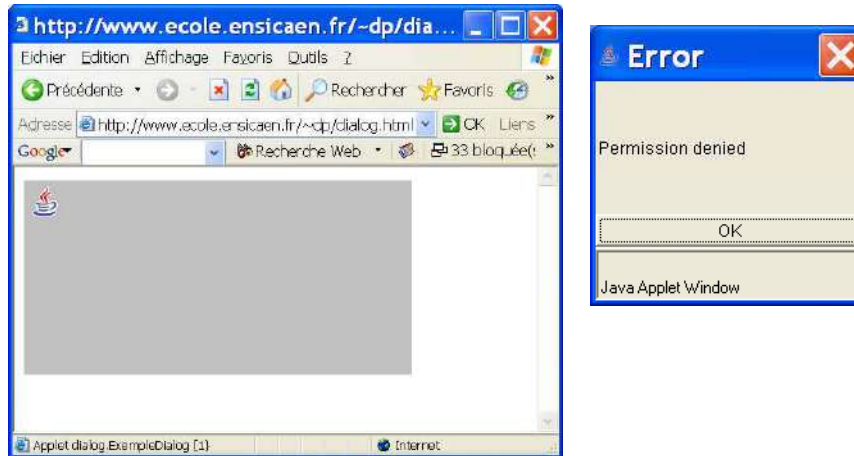 http://www.ecole.ensicaen.fr/~dp/dia...
Fichier Edition Affichage Favoris Outils ?
Précédente Rechercher Favoris
Adresse http://www.ecole.ensicaen.fr/~dp/dialog.html OK Liens
Google Recherche Web 33 bloquée(
Applet dialog.ExampleDialog [1] Internet
Error
Permission denied
OK
Java Applet Window